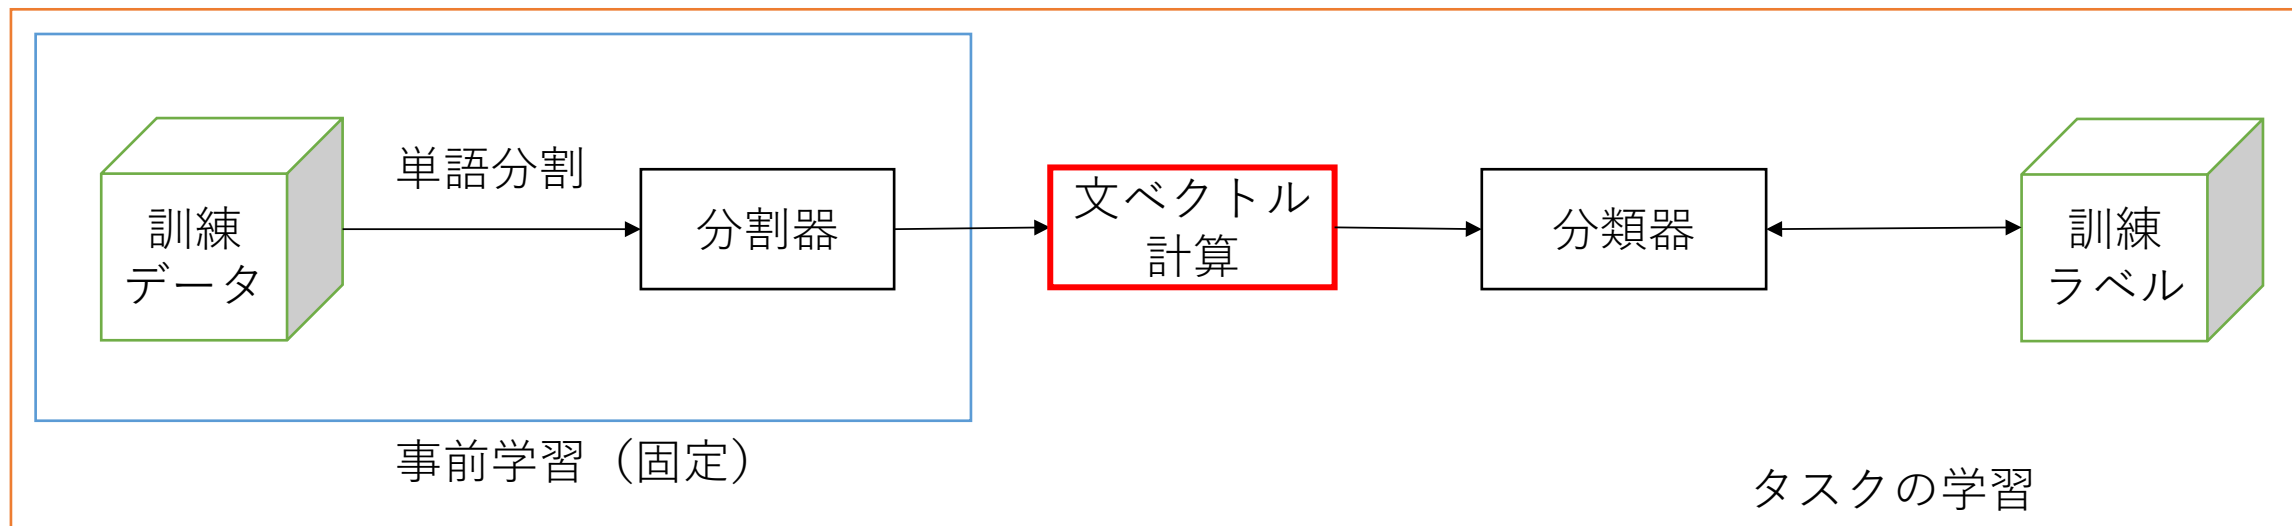 訓練
データ
単語分割
分割器
文ベクトル
計算
分類器
訓練
ラベル
事前学習（固定）
タスクの学習